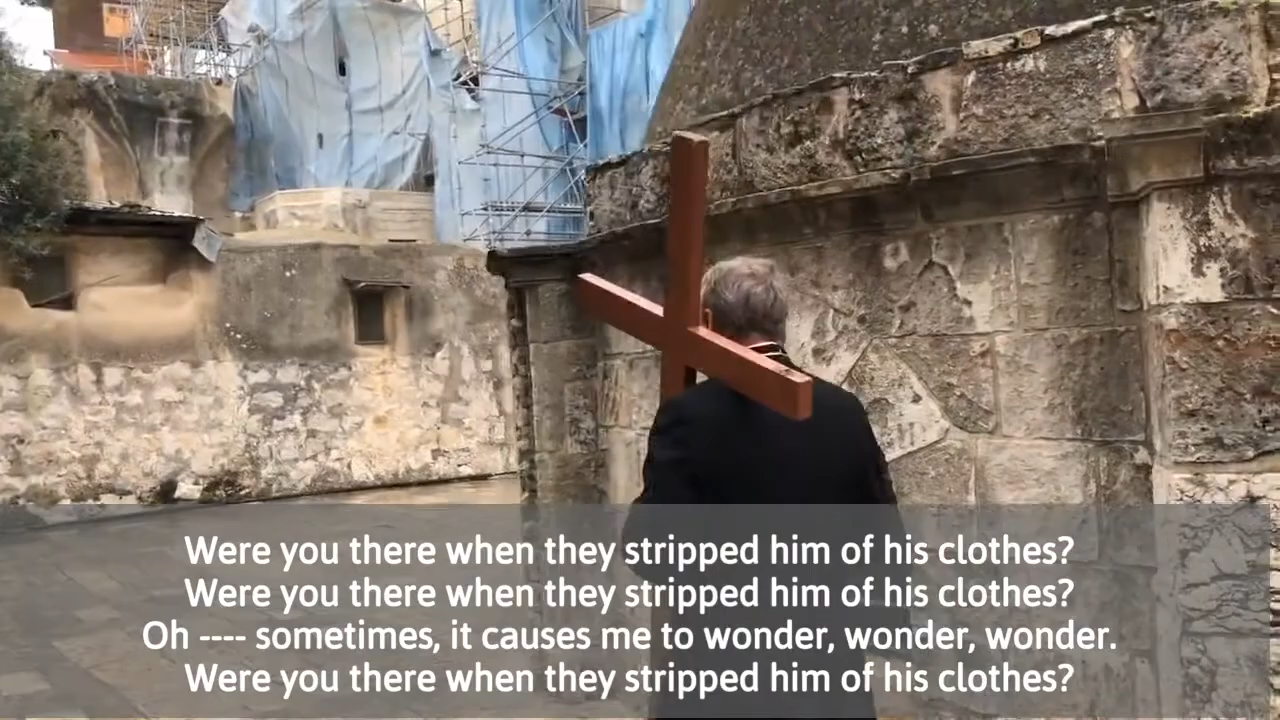 Were you there when they stripped him of his clothes?
Were you there when they stripped him of his clothes?
Oh ---- sometimes, it causes me to wonder, wonder, wonder.
Were you there when they stripped him of his clothes?